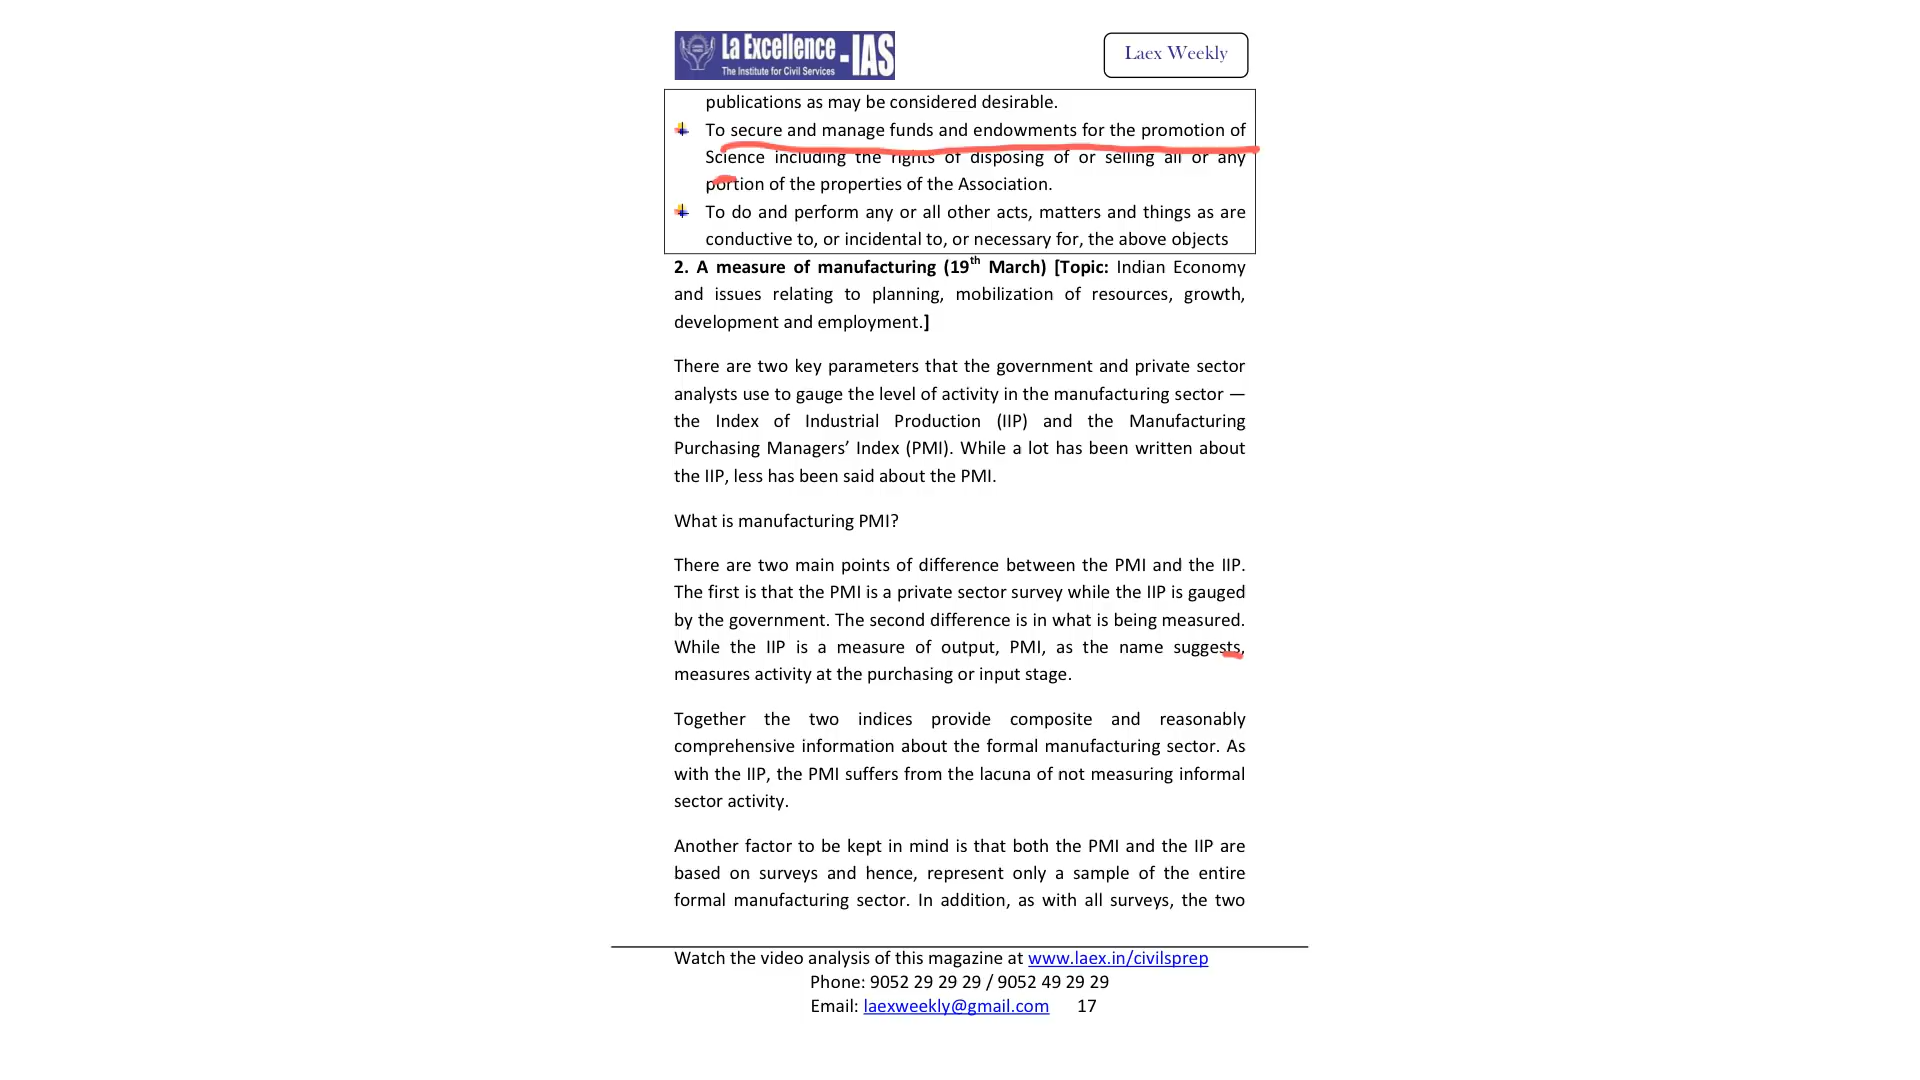 La Excellence -IAS
The Institute for Civil Services
Laex Weekly
publications as may be considered desirable.
To secure and manage funds and endowments for the promotion of
Science including the rights of disposing of or selling all or any
portion of the properties of the Association.
To do and perform any or all other acts, matters and things as are
conductive to, or incidental to, or necessary for, the above objects
2. A measure of manufacturing (19th March) [Topic: Indian Economy
and issues relating to planning, mobilization of resources, growth,
development and employment.]
There are two key parameters that the government and private sector
analysts use to gauge the level of activity in the manufacturing sector —
the Index of Industrial Production (IIP) and the Manufacturing
Purchasing Managers’ Index (PMI). While a lot has been written about
the IIP, less has been said about the PMI.
What is manufacturing PMI?
There are two main points of difference between the PMI and the IIP.
The first is that the PMI is a private sector survey while the IIP is gauged
by the government. The second difference is in what is being measured.
While the IIP is a measure of output, PMI, as the name suggests,
measures activity at the purchasing or input stage.
Together the two indices provide composite and reasonably
comprehensive information about the formal manufacturing sector. As
with the IIP, the PMI suffers from the lacuna of not measuring informal
sector activity.
Another factor to be kept in mind is that both the PMI and the IIP are
based on surveys and hence, represent only a sample of the entire
formal manufacturing sector. In addition, as with all surveys, the two
Watch the video analysis of this magazine at www.laex.in/civilsprep
Phone: 9052 29 29 29 / 9052 49 29 29
Email: laexweekly@gmail.com 17